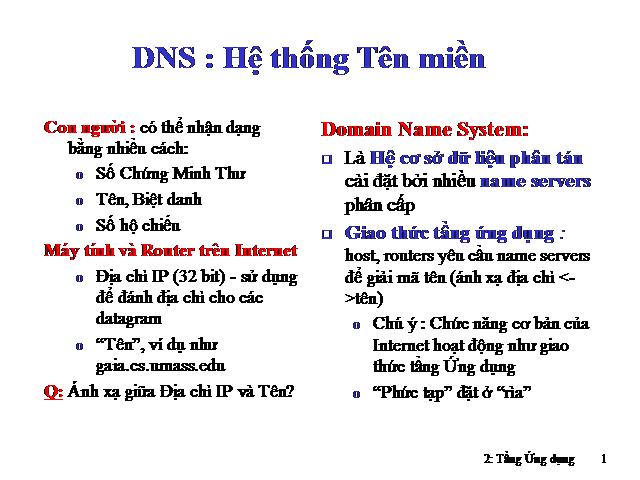 DNS : Hệ thống Tên miền
Con người : có thể nhận dạng
bằng nhiều cách:
Số Chứng Minh Thư
Tên, Biệt danh
Số hộ chiếu
Máy tính và Router trên Internet
Địa chỉ IP (32 bit) - sử dụng
để đánh địa chỉ cho các
datagram
“Tên”, ví dụ như
gaia.cs.umass.edu
Q: Ánh xạ giữa Địa chỉ IP và Tên?
Domain Name System:
Là Hệ cơ sở dữ liệu phân tán
cài đặt bởi nhiều name servers
phân cấp
Giao thức tầng ứng dụng :
host, routers yêu cầu name servers
để giải mã tên (ánh xạ địa chỉ <-
>tên)
Chú ý : Chức năng cơ bản của
Internet hoạt động như giao
thức tầng Ứng dụng
“Phức tạp” đặt ở “rìa”
2: Tầng Ứng dụng 1